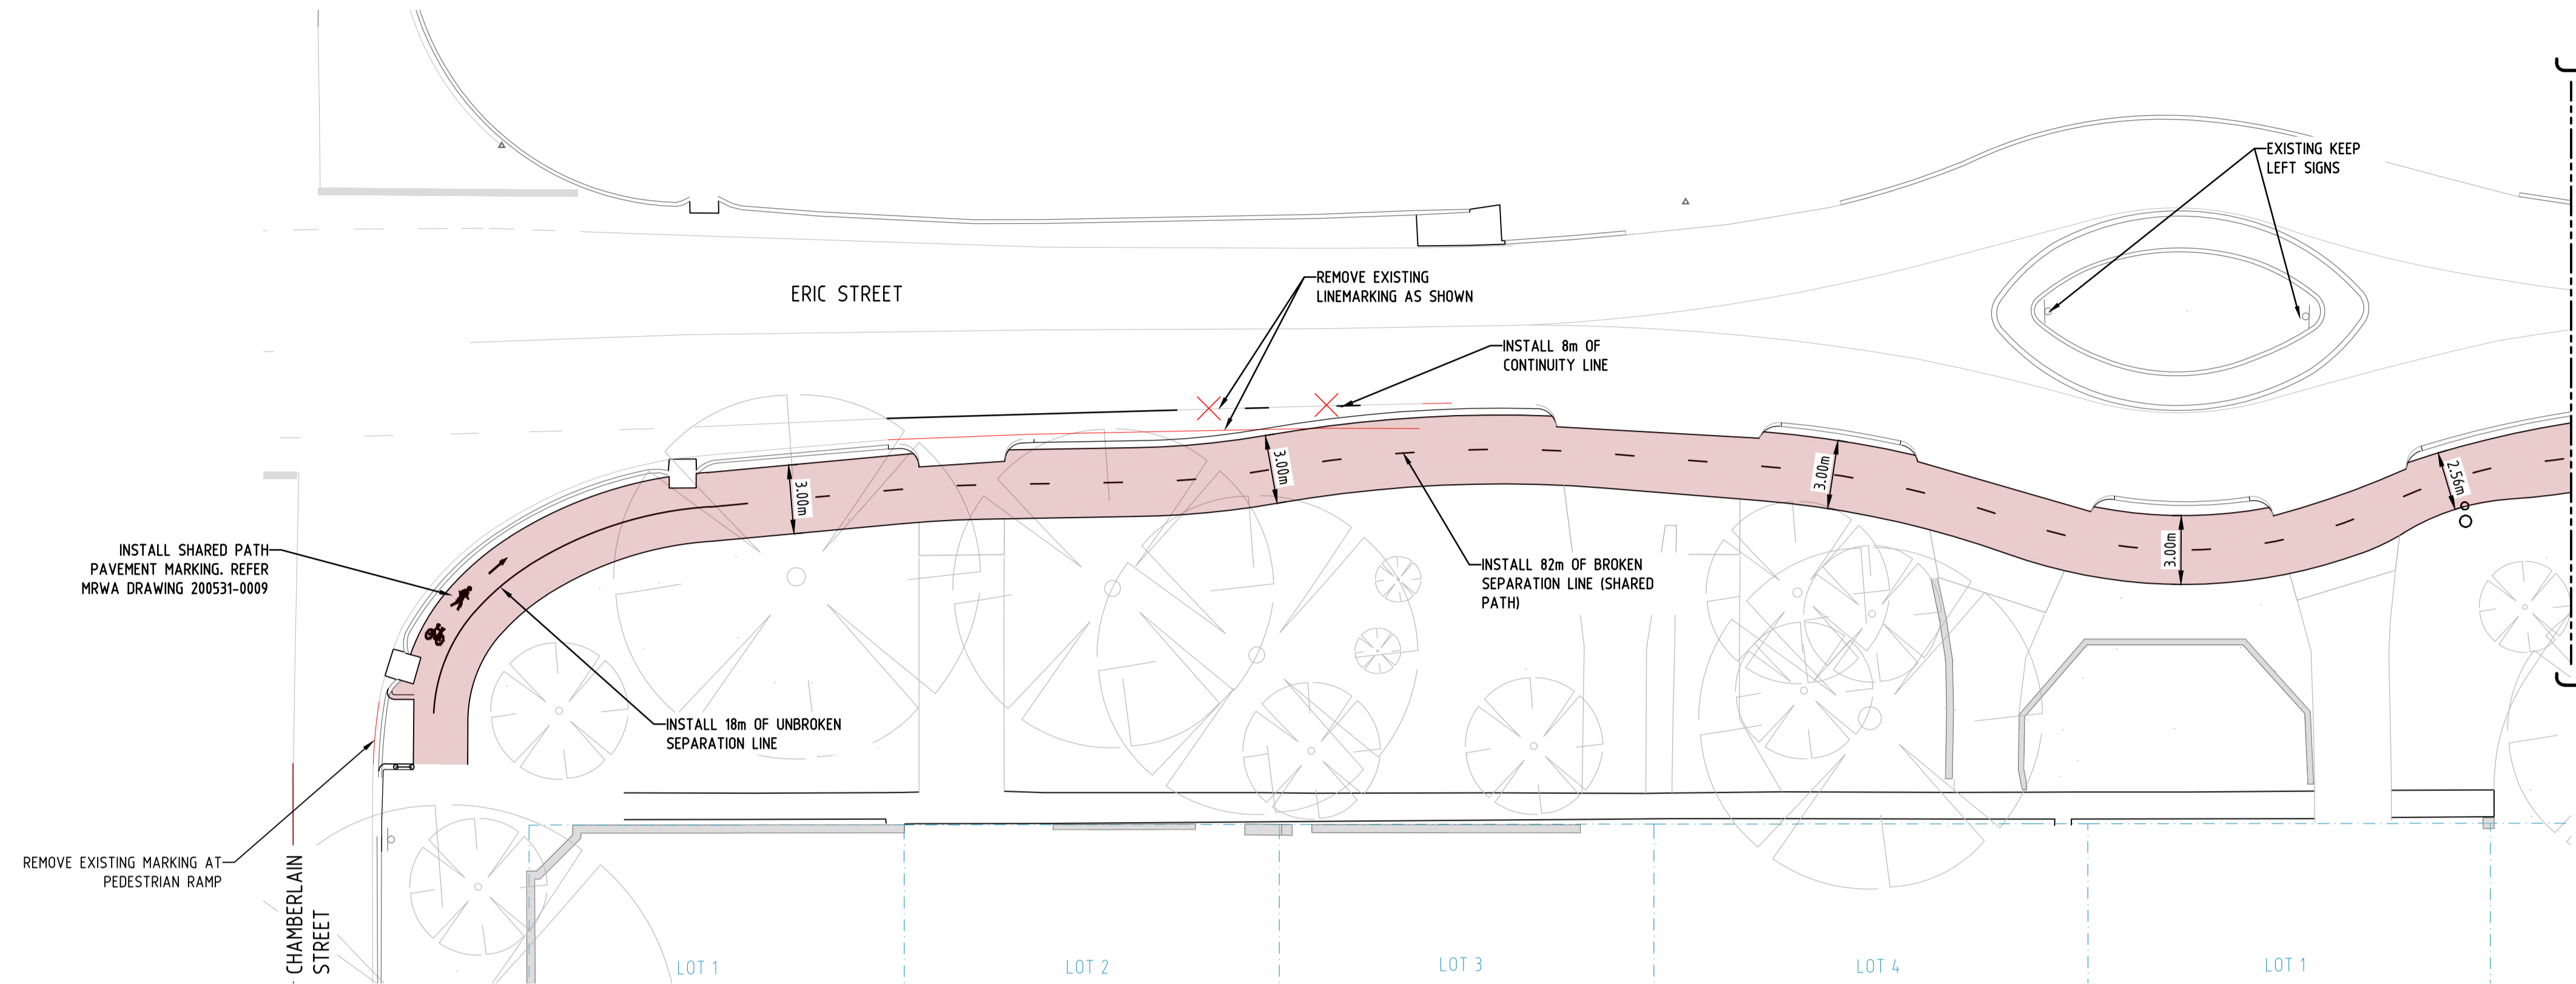 EXISTING KEEP
LEFT SIGNS
REMOVE EXISTING
LINEMARKING AS SHOWN
ERIC STREET
INSTALL 8m OF
CONTINUITY LINE
3.00m
3.00m
3.00m
2.56m
3.00m
INSTALL SHARED PATH
PAVEMENT MARKING. REFER
MRWA DRAWING 200531-0009
INSTALL 82m OF BROKEN
SEPARATION LINE (SHARED
PATH)
INSTALL 18m OF UNBROKEN
SEPARATION LINE
REMOVE EXISTING MARKING AT
PEDESTRIAN RAMP
CHAMBERLAIN
STREET
LOT 1
LOT 2
LOT 3
LOT 4
LOT 1